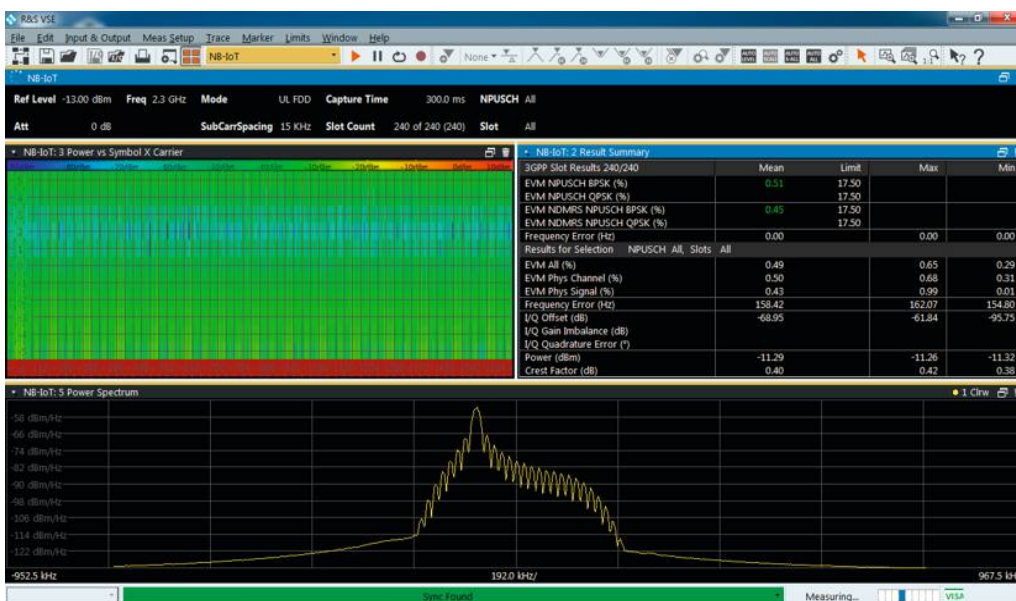 R&S VSE
File Edit Input & Output Meas Setup Trace Marker Limits Window Help
NB-IoT None
NB-IoT
Ref Level -13.00 dBm Freq 2.3 GHz Mode UL FDD Capture Time 300.0 ms NPUSCH All
Att 0 dB SubCarrSpacing 15 KHz Slot Count 240 of 240 (240) Slot All
NB-IoT: 3 Power vs Symbol X Carrier
NB-IoT: 2 Result Summary
3GPP Slot Results 240/240 Mean Limit Max Min
EVM NPUSCH BPSK (%) 0.51 17.50
EVM NPUSCH QPSK (%) 17.50
EVM NDMRS NPUSCH BPSK (%) 0.45 17.50
EVM NDMRS NPUSCH QPSK (%) 17.50
Frequency Error (Hz) 0.00 0.00 0.00
Results for Selection NPUSCH All, Slots All
EVM All (%) 0.49 0.65 0.29
EVM Phys Channel (%) 0.50 0.68 0.31
EVM Phys Signal (%) 0.43 0.99 0.01
Frequency Error (Hz) 158.42 162.07 154.80
I/Q Offset (dB) -68.95 -61.84 -95.75
I/Q Gain Imbalance (dB)
I/Q Quadrature Error (°)
Power (dBm) -11.29 -11.26 -11.32
Crest Factor (dB) 0.40 0.42 0.38
NB-IoT: 5 Power Spectrum 1 Clrw
-58 dBm/Hz
-66 dBm/Hz
-74 dBm/Hz
-82 dBm/Hz
-90 dBm/Hz
-98 dBm/Hz
-106 dBm/Hz
-114 dBm/Hz
-122 dBm/Hz
-952.5 kHz 192.0 kHz/ 967.5 kH
Sync Found Measuring... VISA